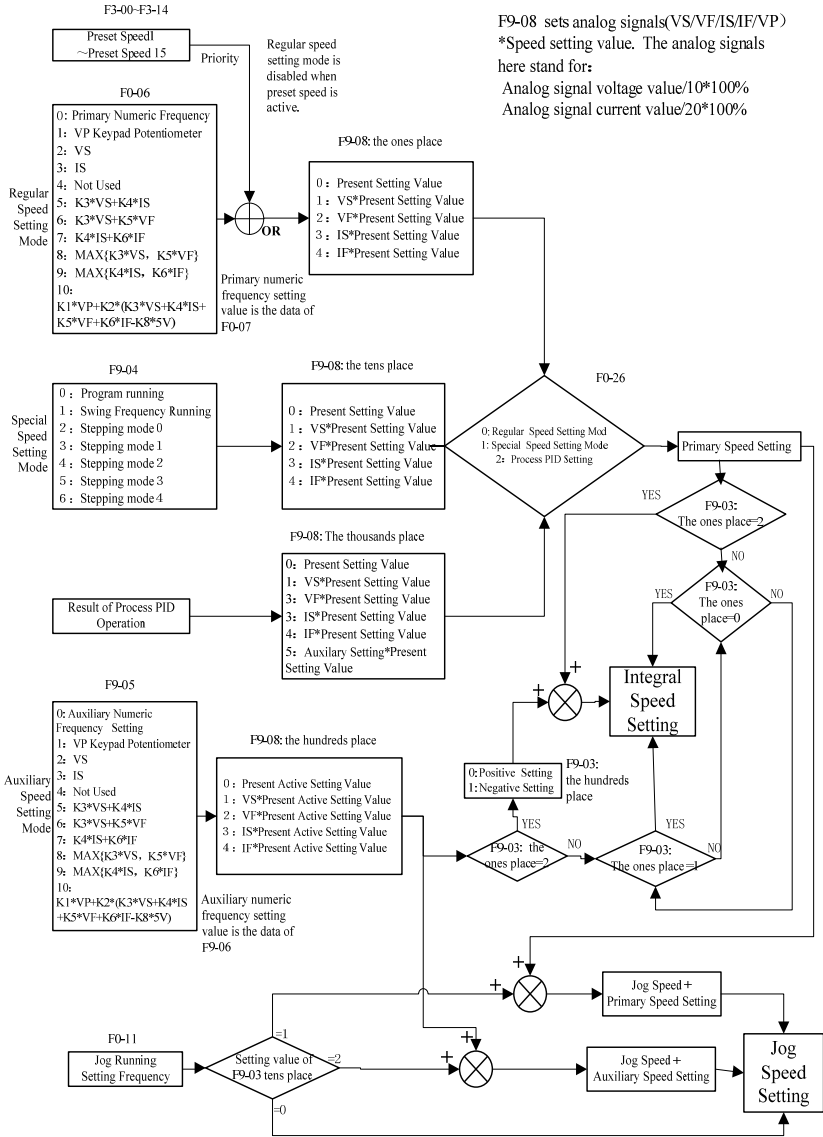 F3-00~F3-14
Preset Speed1
~Preset Speed 15
Priority
Regular speed
setting mode is
disabled when
preset speed is
active.
F9-08 sets analog signals(VS/VF/IS/IF/VP)
*Speed setting value. The analog signals
here stand for:
Analog signal voltage value/10*100%
Analog signal current value/20*100%
F0-06
Regular
Speed
Setting
Mode
0: Primary Numeric Frequency
1: VP Keypad Potentiometer
2: VS
3: IS
4: Not Used
5: K3*VS+K4*IS
6: K3*VS+K5*VF
7: K4*IS+K6*IF
8: MAX{K3*VS, K5*VF}
9: MAX{K4*IS, K6*IF}
10:
K1*VP+K2*(K3*VS+K4*IS+
K5*VF+K6*IF-K8*5V)
OR
Primary numeric
frequency setting
value is the data of
F0-07
F9-08: the ones place
0: Present Setting Value
1: VS*Present Setting Value
2: VF*Present Setting Value
3: IS*Present Setting Value
4: IF*Present Setting Value
F9-04
Special
Speed
Setting
Mode
0: Program running
1: Swing Frequency Running
2: Stepping mode 0
3: Stepping mode 1
4: Stepping mode 2
5: Stepping mode 3
6: Stepping mode 4
F9-08: the tens place
0: Present Setting Value
1: VS*Present Setting Value
2: VF*Present Setting Value
3: IS*Present Setting Value
4: IF*Present Setting Value
F0-26
0: Regular Speed Setting Mod
1: Special Speed Setting Mode
2: Process PID Setting
Primary Speed Setting
YES
F9-03:
The ones place=2
NO
F9-03:
The ones
place=0
YES
NO
F9-08: The thousands place
Result of Process PID
Operation
0: Present Setting Value
1: VS*Present Setting Value
3: VF*Present Setting Value
3: IS*Present Setting Value
4: IF*Present Setting Value
5: Auxilary Setting*Present
Setting Value
+
+
Integral
Speed
Setting
F9-05
Auxiliary
Speed
Setting
Mode
0: Auxiliary Numeric
Frequency Setting
1: VP Keypad Potentiometer
2: VS
3: IS
4: Not Used
5: K3*VS+K4*IS
6: K3*VS+K5*VF
7: K4*IS+K6*IF
8: MAX{K3*VS, K5*VF}
9: MAX{K4*IS, K6*IF}
10:
K1*VP+K2*(K3*VS+K4*IS
+K5*VF+K6*IF-K8*5V)
Auxiliary numeric
frequency setting
value is the data of
F9-06
F9-08: the hundreds place
0: Present Active Setting Value
1: VS*Present Active Setting Value
2: VF*Present Active Setting Value
3: IS*Present Active Setting Value
4: IF*Present Active Setting Value
0: Positive Setting
1: Negative Setting
F9-03:
the hundreds
place
YES
F9-03: the
ones place=2
NO
YES
F9-03:
The ones place=1
NO
+
+
Jog Speed+
Primary Speed Setting
F0-11
Jog Running
Setting Frequency
=1
Setting value of
F9-03 tens place
=2
=0
+
+
Jog Speed+
Auxiliary Speed Setting
Jog
Speed
Setting